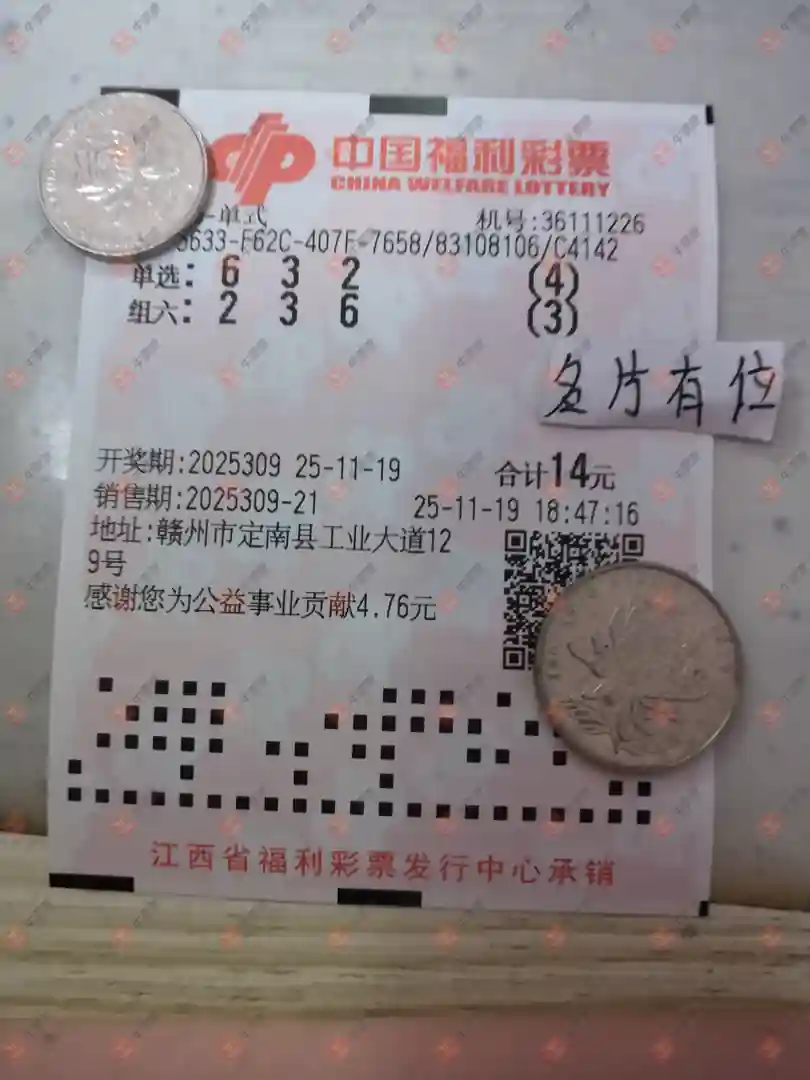 中国福利彩票
CHINA WELFARE LOTTERY
-单式 机号:36111226
5633-F62C-407F-7658/83108106/C4142
单选: 6 3 2 (4)
组六: 2 3 6 (3)
名片有位
开奖期:2025309 25-11-19 合计14元
销售期:2025309-21 25-11-19 18:47:16
地址:赣州市定南县工业大道12
9号
感谢您为公益事业贡献4.76元
江西省福利彩票发行中心承销